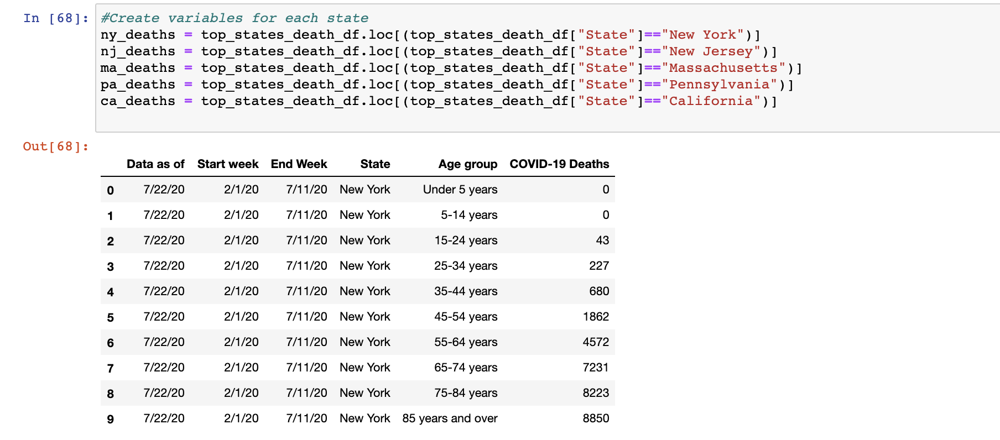 In [68]: #Create variables for each state
ny_deaths = top_states_death_df.loc[(top_states_death_df["State"]=="New York")]
nj_deaths = top_states_death_df.loc[(top_states_death_df["State"]=="New Jersey")]
ma_deaths = top_states_death_df.loc[(top_states_death_df["State"]=="Massachusetts")]
pa_deaths = top_states_death_df.loc[(top_states_death_df["State"]=="Pennsylvania")]
ca_deaths = top_states_death_df.loc[(top_states_death_df["State"]=="California")]
Out[68]:
Data as of Start week End Week State Age group COVID-19 Deaths
0 7/22/20 2/1/20 7/11/20 New York Under 5 years 0
1 7/22/20 2/1/20 7/11/20 New York 5-14 years 0
2 7/22/20 2/1/20 7/11/20 New York 15-24 years 43
3 7/22/20 2/1/20 7/11/20 New York 25-34 years 227
4 7/22/20 2/1/20 7/11/20 New York 35-44 years 680
5 7/22/20 2/1/20 7/11/20 New York 45-54 years 1862
6 7/22/20 2/1/20 7/11/20 New York 55-64 years 4572
7 7/22/20 2/1/20 7/11/20 New York 65-74 years 7231
8 7/22/20 2/1/20 7/11/20 New York 75-84 years 8223
9 7/22/20 2/1/20 7/11/20 New York 85 years and over 8850